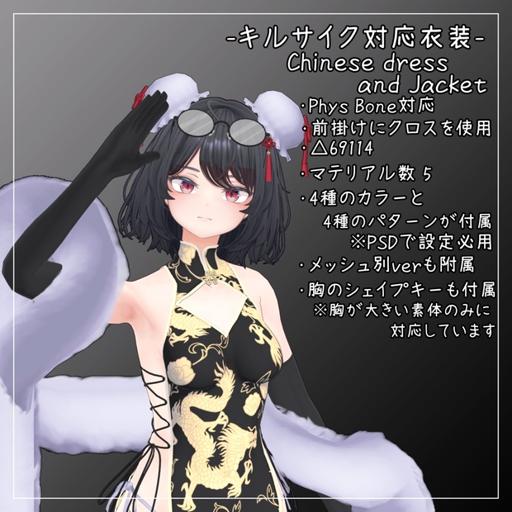 -キルサイク対応衣装-
Chinese dress
and Jacket
・Phys Bone対応
・前掛けにクロスを使用
・△69114
・マテリアル数 5
・4種のカラーと
4種のパターンが付属
※PSDで設定必用
・メッシュ別verも附属
・胸のシェイプキーも付属
※胸が大きい素体のみに
対応しています